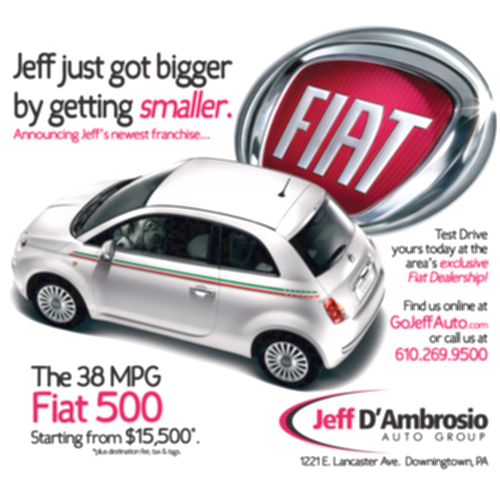 Jeff just got bigger
by getting smaller.
Announcing Jeff's newest franchise...
FIAT
Test Drive
yours today at the
area's exclusive
Fiat Dealership!
Find us online at
GoJeffAuto.com
or call us at
610.269.9500
The 38 MPG
Fiat 500
Starting from $15,500*.
*plus destination fee, tax & tags.
Jeff D'Ambrosio
AUTO GROUP
1221 E. Lancaster Ave. Downingtown, PA